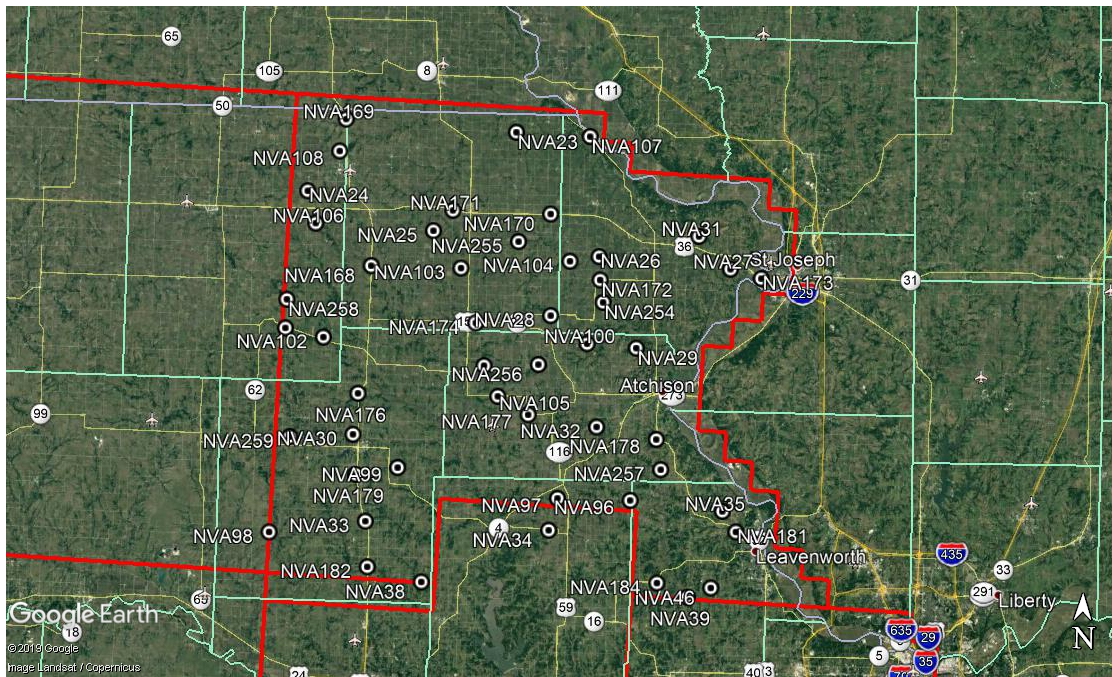 65
105
8
111
50
NVA169
NVA23
NVA107
NVA108
NVA24
NVA171
NVA106
NVA170
NVA31
NVA25
36
NVA255
NVA26
NVA27
St Joseph
NVA104
NVA103
NVA168
31
NVA173
NVA172
229
NVA258
NVA254
NVA174
NVA28
NVA102
NVA100
NVA29
NVA256
Atchison
62
273
NVA105
99
NVA176
NVA177
NVA32
NVA259
NVA30
NVA178
116
NVA99
NVA257
NVA179
NVA97
NVA96
NVA35
NVA33
4
NVA98
NVA34
NVA181
Leavenworth
435
33
NVA182
NVA184
NVA38
NVA46
291
Liberty
Google Earth
59
NVA39
16
18
635
29
N
© 2019 Google
5
35
Image Landsat / Copernicus
24
40